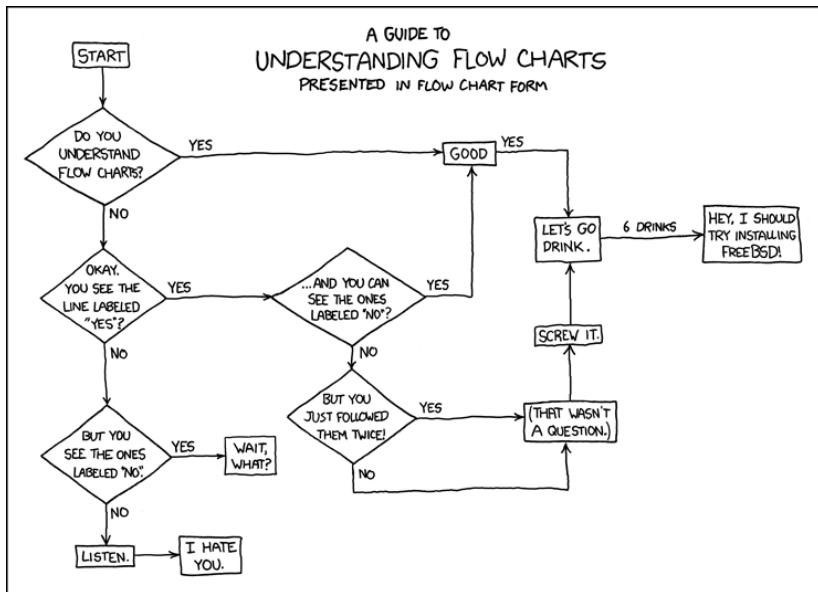 A GUIDE TO
UNDERSTANDING FLOW CHARTS
PRESENTED IN FLOW CHART FORM
START
DO YOU
UNDERSTAND
FLOW CHARTS?
YES
GOOD
YES
NO
LET'S GO
DRINK.
6 DRINKS
HEY, I SHOULD
TRY INSTALLING
FREEBSD!
OKAY.
YOU SEE THE
LINE LABELED
"YES"?
YES
...AND YOU CAN
SEE THE ONES
LABELED "NO"?
YES
NO
NO
SCREW IT.
BUT YOU
JUST FOLLOWED
THEM TWICE!
YES
(THAT WASN'T
A QUESTION.)
NO
BUT YOU
SEE THE ONES
LABELED "NO".
YES
WAIT,
WHAT?
NO
LISTEN.
I HATE
YOU.